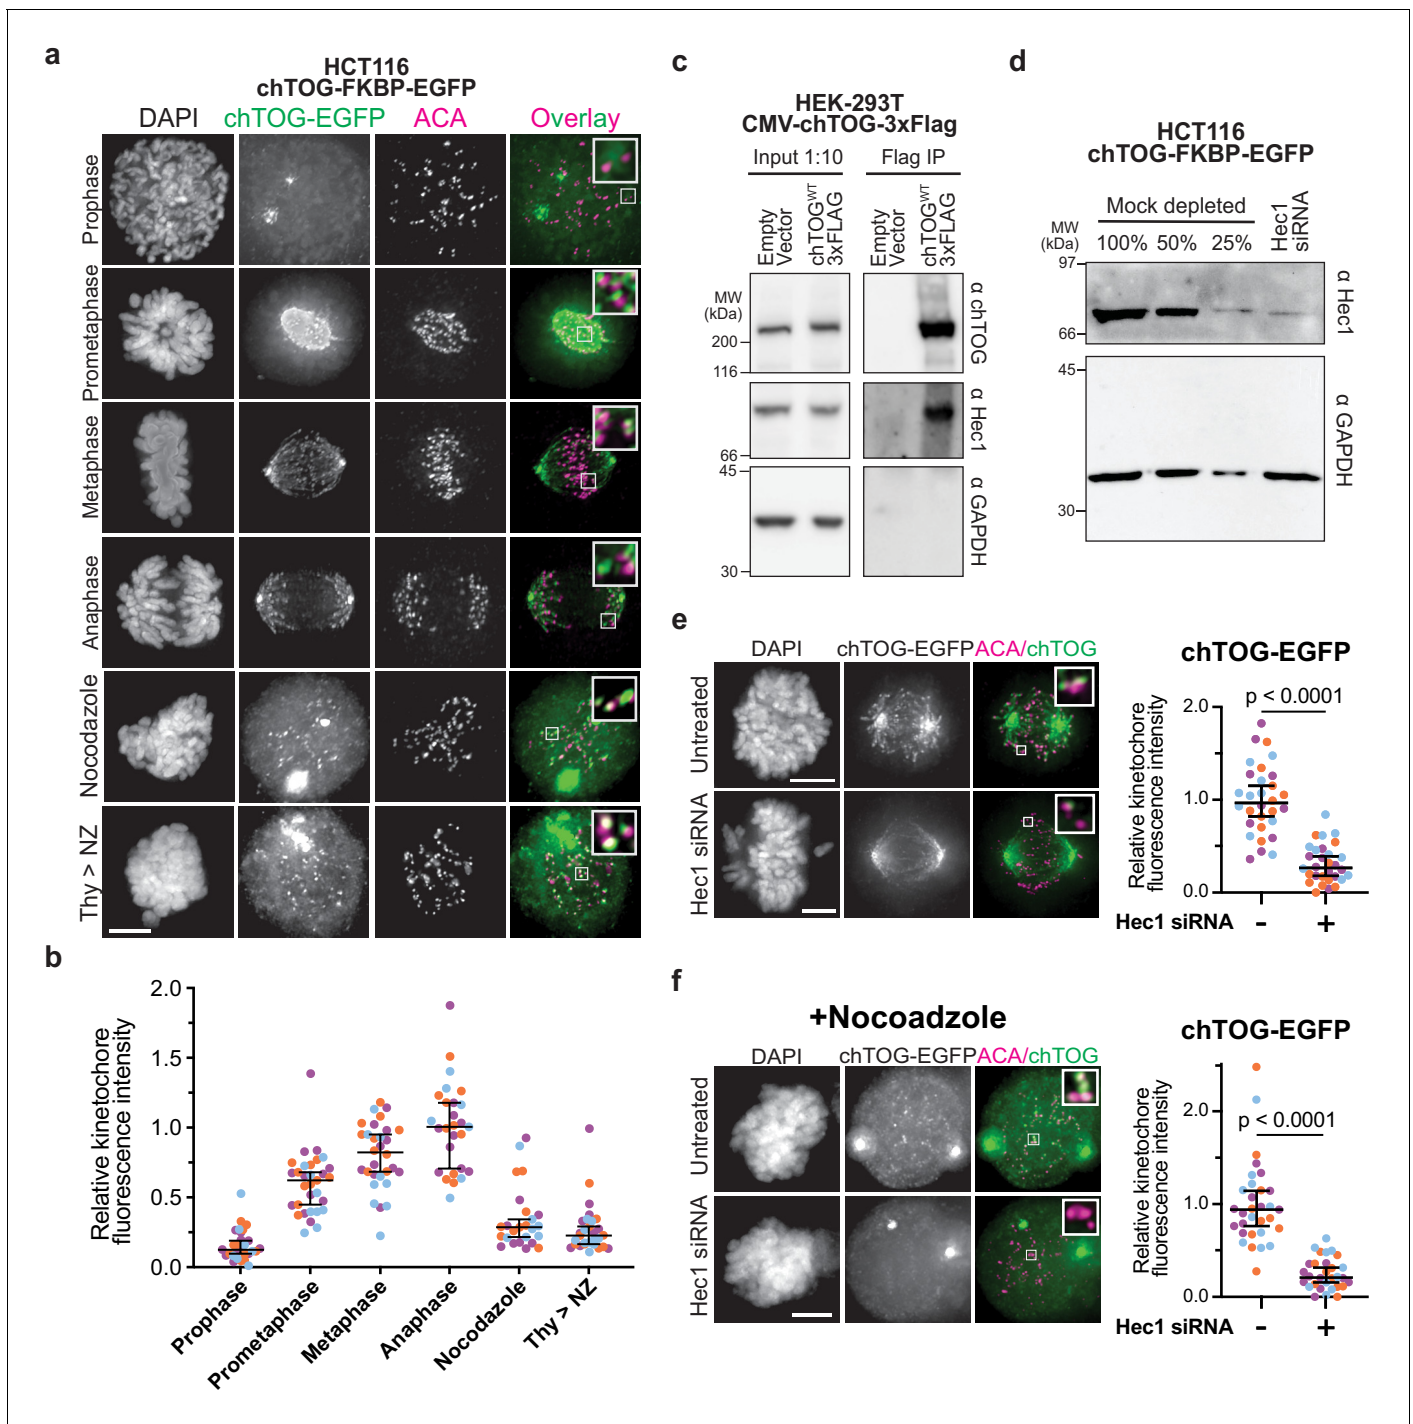 a
HCT116
chTOG-FKBP-EGFP
DAPI
chTOG-EGFP
ACA
Overlay
Prophase
Prometaphase
Metaphase
Anaphase
Nocodazole
Thy > NZ
b
Relative kinetochore
fluorescence intensity
2.0
1.5
1.0
0.5
0.0
Prophase
Prometaphase
Metaphase
Anaphase
Nocodazole
Thy > NZ
c
HEK-293T
CMV-chTOG-3xFlag
Input 1:10
Flag IP
Empty
Vector
chTOGWT
3xFLAG
Empty
Vector
chTOGWT
3xFLAG
MW
(kDa)
200
116
66
45
30
α chTOG
α Hec1
α GAPDH
d
HCT116
chTOG-FKBP-EGFP
Mock depleted
100%
50%
25%
Hec1
siRNA
MW
(kDa)
97
66
45
30
α Hec1
α GAPDH
e
DAPI
chTOG-EGFP
ACA/chTOG
Untreated
Hec1 siRNA
chTOG-EGFP
p < 0.0001
Relative kinetochore
fluorescence intensity
2.0
1.0
0.0
Hec1 siRNA
-
+
f
+Nocoadzole
DAPI
chTOG-EGFP
ACA/chTOG
Untreated
Hec1 siRNA
chTOG-EGFP
p < 0.0001
Relative kinetochore
fluorescence intensity
2.0
1.0
0.0
Hec1 siRNA
-
+